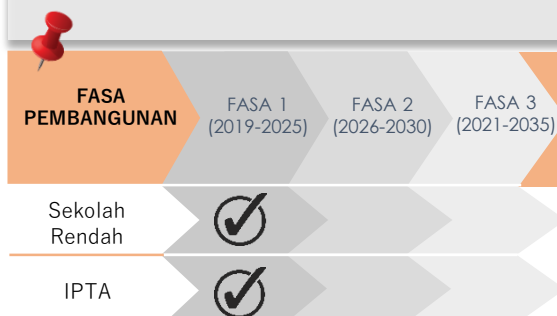 FASA
PEMBANGUNAN
FASA 1
(2019-2025)
FASA 2
(2026-2030)
FASA 3
(2021-2035)
Sekolah
Rendah
IPTA